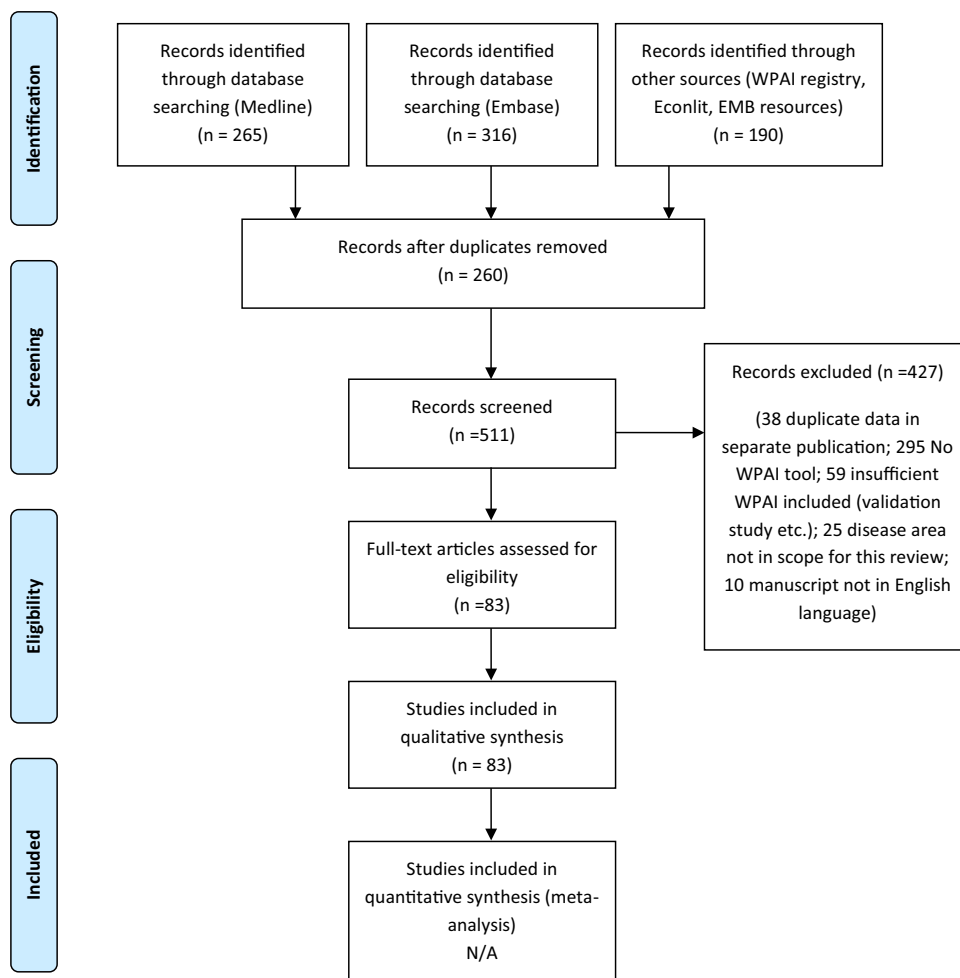 Identification
Records identified
through database
searching (Medline)
(n = 265)
Records identified
through database
searching (Embase)
(n = 316)
Records identified through
other sources (WPAI registry,
Econlit, EMB resources)
(n = 190)
Records after duplicates removed
(n = 260)
Screening
Records screened
(n =511)
Records excluded (n =427)
(38 duplicate data in
separate publication; 295 No
WPAI tool; 59 insufficient
WPAI included (validation
study etc.); 25 disease area
not in scope for this review;
10 manuscript not in English
language)
Eligibility
Full-text articles assessed for
eligibility
(n =83)
Studies included in
qualitative synthesis
(n = 83)
Included
Studies included in
quantitative synthesis (meta-
analysis)
N/A